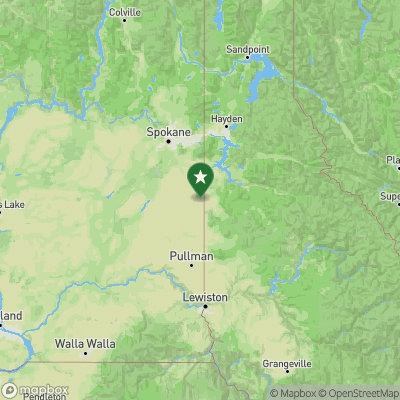 Colville
Sandpoint
Hayden
Spokane
Pla
s Lake
Supe
Pullman
Lewiston
land
Walla Walla
Grangeville
mapbox
Pendleton
© Mapbox © OpenStreetMap